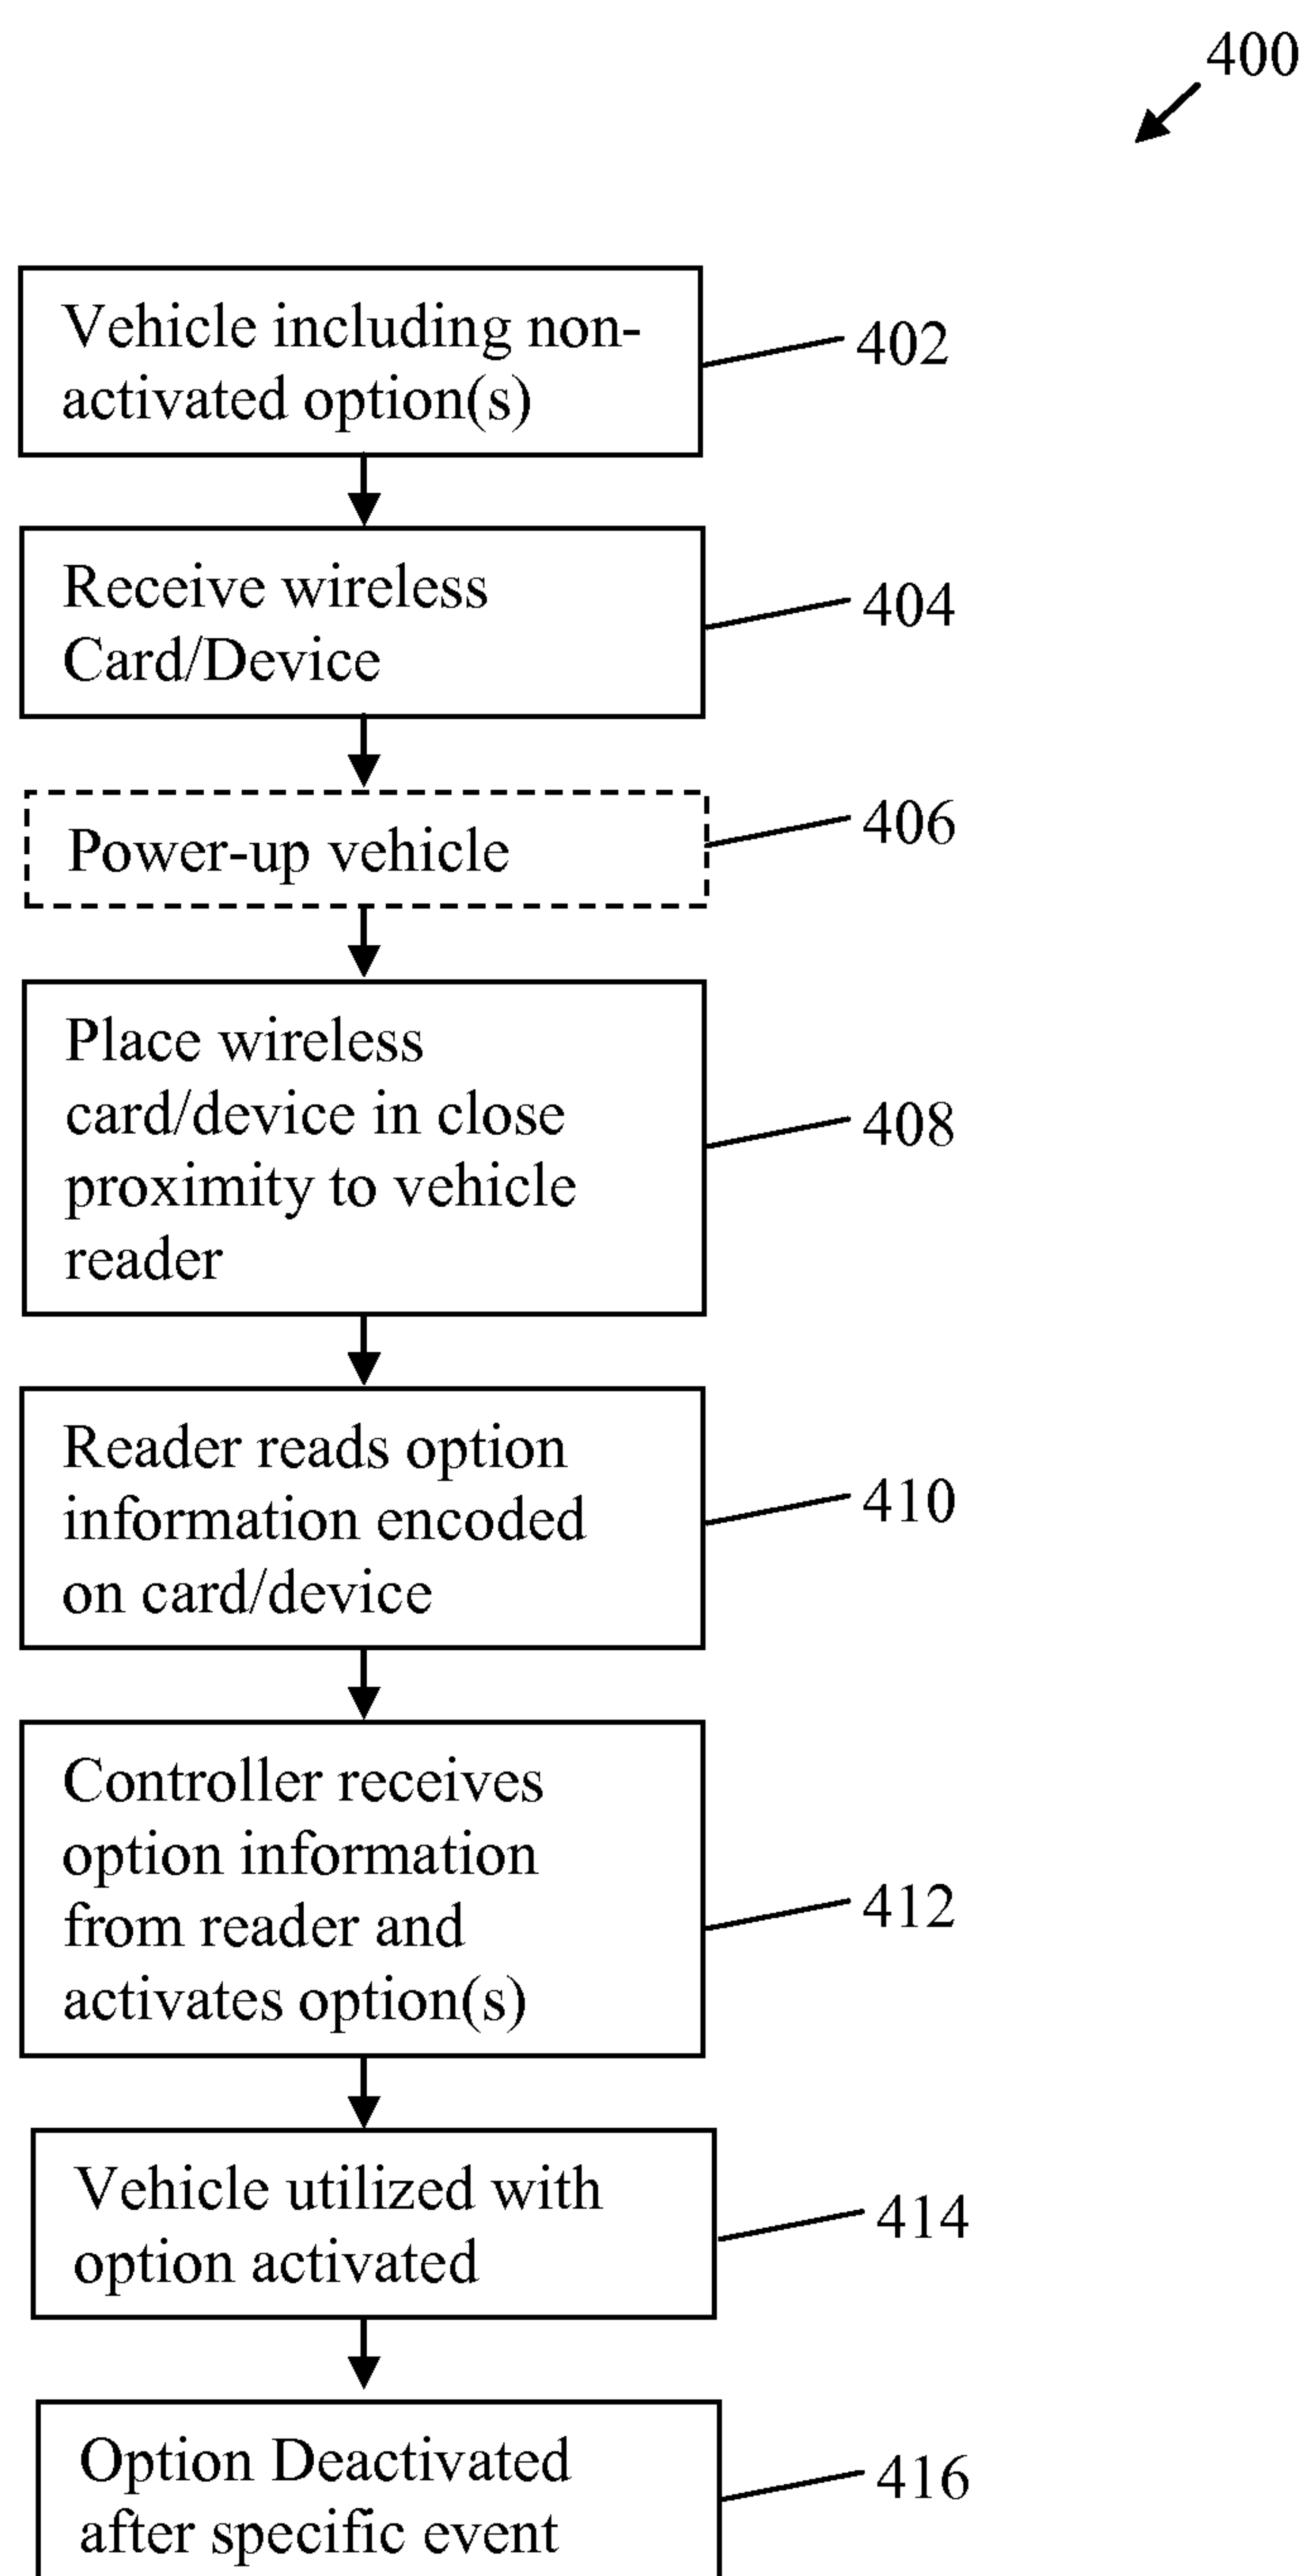 400
Vehicle including non-
activated option(s)
402
Receive wireless
Card/Device
404
Power-up vehicle
406
Place wireless
card/device in close
proximity to vehicle
reader
408
Reader reads option
information encoded
on card/device
410
Controller receives
option information
from reader and
activates option(s)
412
Vehicle utilized with
option activated
414
Option Deactivated
after specific event
416